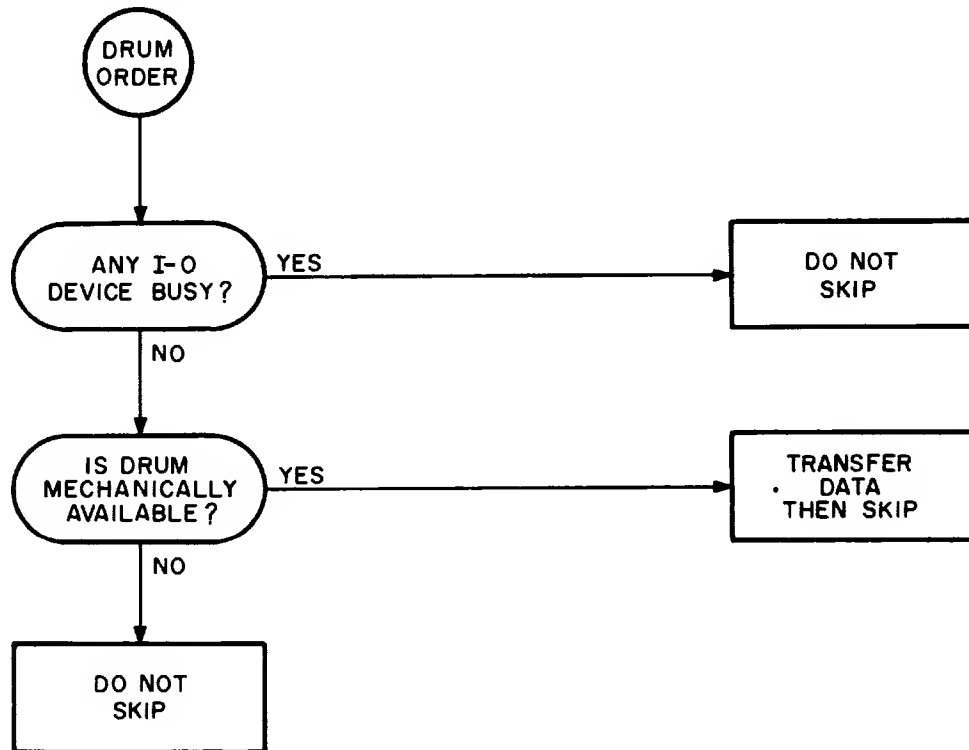 DRUM
ORDER
ANY I-O
DEVICE BUSY?
YES
DO NOT
SKIP
NO
IS DRUM
MECHANICALLY
AVAILABLE?
YES
TRANSFER
DATA
THEN SKIP
NO
DO NOT
SKIP